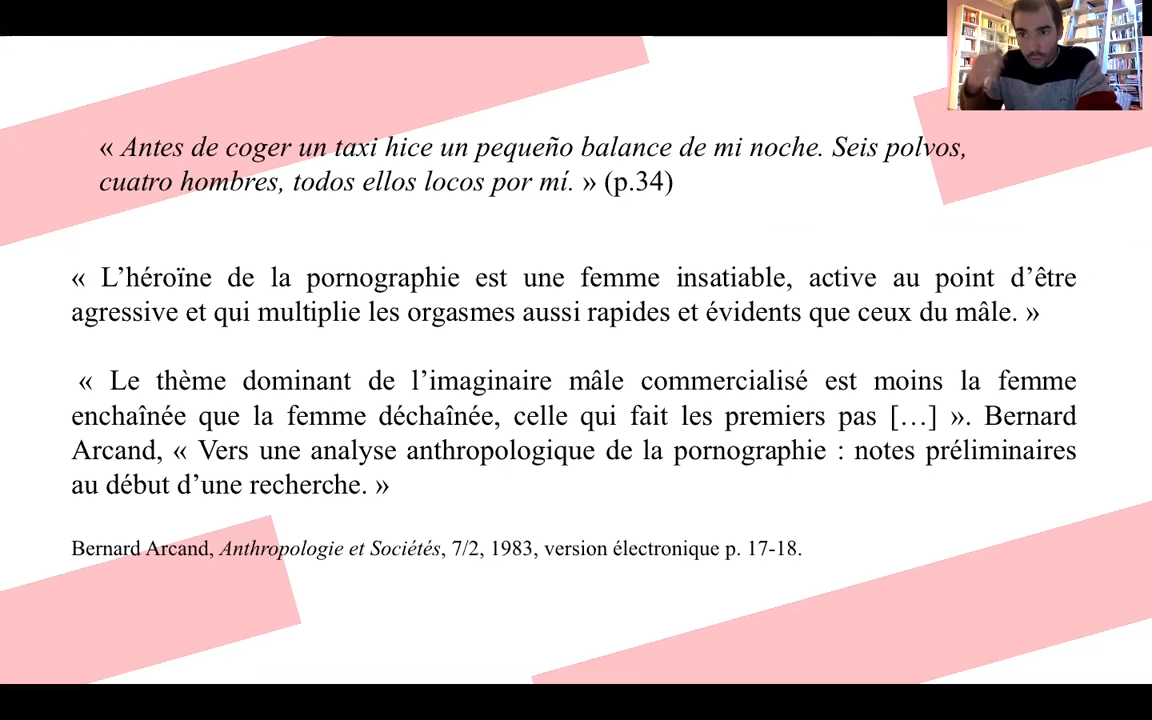 « Antes de coger un taxi hice un pequeño balance de mi noche. Seis polvos,
cuatro hombres, todos ellos locos por mí. » (p.34)
« L’héroïne de la pornographie est une femme insatiable, active au point d’être
agressive et qui multiplie les orgasmes aussi rapides et évidents que ceux du mâle. »
« Le thème dominant de l’imaginaire mâle commercialisé est moins la femme
enchaînée que la femme déchaînée, celle qui fait les premiers pas […] ». Bernard
Arcand, « Vers une analyse anthropologique de la pornographie : notes préliminaires
au début d’une recherche. »
Bernard Arcand, Anthropologie et Sociétés, 7/2, 1983, version électronique p. 17-18.